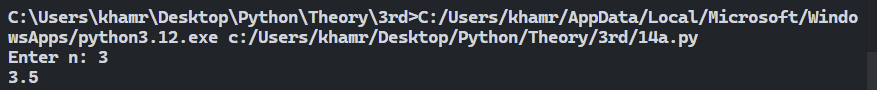 C:\Users\khamr\Desktop\Python\Theory\3rd>C:/Users/khamr/AppData/Local/Microsoft/Windo
wsApps/python3.12.exe c:/Users/khamr/Desktop/Python/Theory/3rd/14a.py
Enter n: 3
3.5